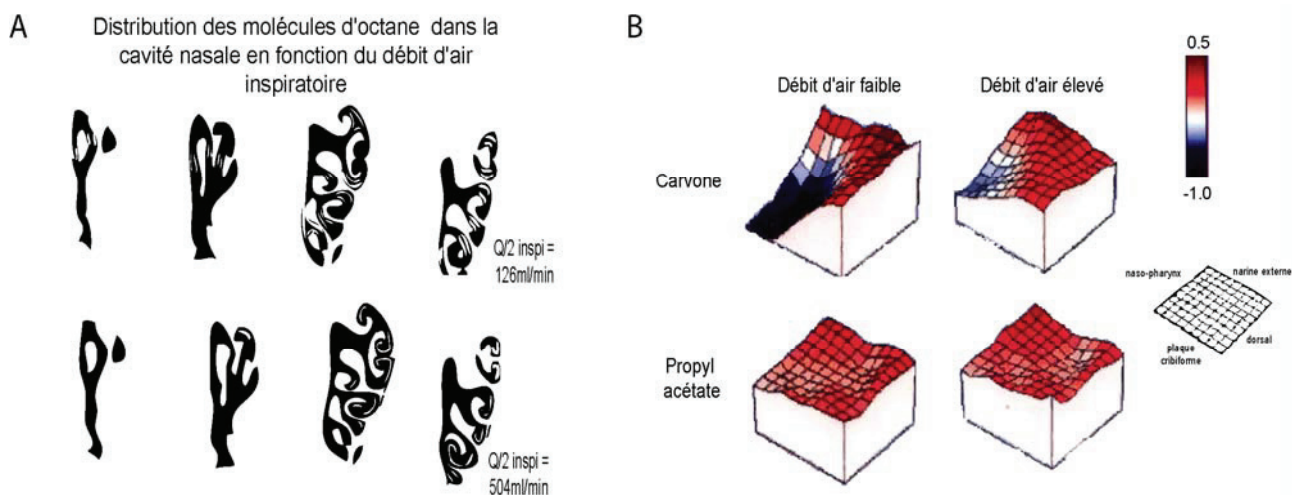 A
Distribution des molécules d'octane dans la
cavité nasale en fonction du débit d'air
inspiratoire
Q/2 inspi =
126ml/min
Q/2 inspi =
504ml/min
B
Débit d'air faible
Débit d'air élevé
0.5
-1.0
Carvone
naso-pharynx
narine externe
plaque
cribiforme
dorsal
Propyl
acétate